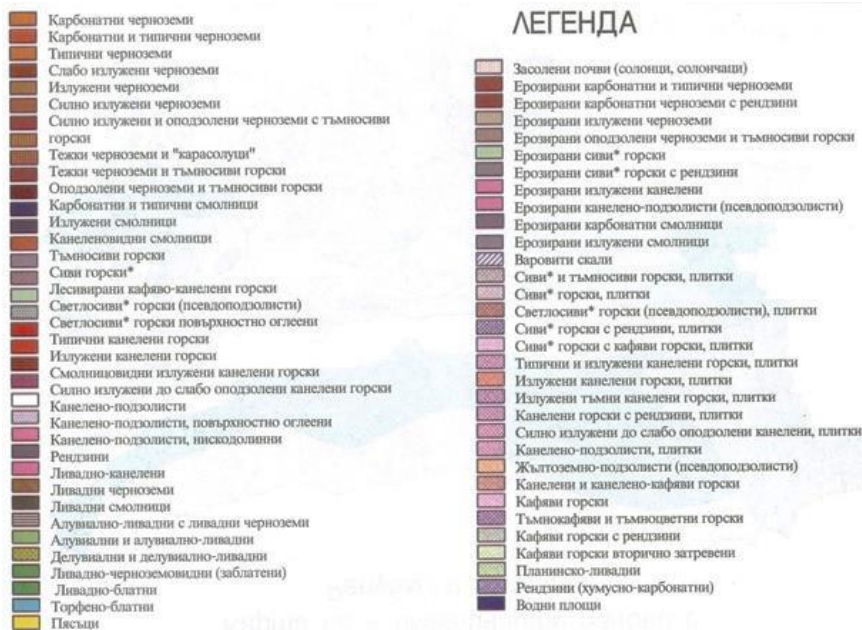 Карбонатни черноземи
Карбонатни и типични черноземи
Типични черноземи
Слабо излужени черноземи
Излужени черноземи
Силно излужени черноземи
Силно излужени и оподзолени черноземи с тъмносиви
горски
Тежки черноземи и "карасолуци"
Тежки черноземи и тъмносиви горски
Оподзолени черноземи и тъмносиви горски
Карбонатни и типични смолници
Излужени смолници
Канеленовидни смолници
Тъмносиви горски
Сиви горски*
Лесивирани кафяво-канелени горски
Светлосиви* горски (псевдоподзолисти)
Светлосиви* горски повърхностно оглеени
Типични канелени горски
Излужени канелени горски
Смолницовидни излужени канелени горски
Силно излужени до слабо оподзолени канелени горски
Канелено-подзолисти
Канелено-подзолисти, повърхностно оглеени
Канелено-подзолисти, нискодолинни
Рендзини
Ливадно-канелени
Ливадни черноземи
Ливадни смолници
Алувиално-ливадни с ливадни черноземи
Алувиални и алувиално-ливадни
Делувиални и делувиално-ливадни
Ливадно-черноземовидни (заблатени)
Ливадно-блатни
Торфено-блатни
Пясъци
ЛЕГЕНДА
Засолени почви (солонци, солончаци)
Ерозирани карбонатни и типични черноземи
Ерозирани карбонатни черноземи с рендзини
Ерозирани излужени черноземи
Ерозирани оподзолени черноземи и тъмносиви горски
Ерозирани сиви* горски
Ерозирани сиви* горски с рендзини
Ерозирани излужени канелени
Ерозирани канелено-подзолисти (псевдоподзолисти)
Ерозирани карбонатни смолници
Ерозирани излужени смолници
Варовити скали
Сиви* и тъмносиви горски, плитки
Сиви* горски, плитки
Светлосиви* горски (псевдоподзолисти), плитки
Сиви* горски с рендзини, плитки
Сиви* горски с кафяви горски, плитки
Типични и излужени канелени горски, плитки
Излужени канелени горски, плитки
Излужени тъмни канелени горски, плитки
Канелени горски с рендзини, плитки
Силно излужени до слабо оподзолени канелени, плитки
Канелено-подзолисти, плитки
Жълтоземно-подзолисти (псевдоподзолисти)
Канелени и канелено-кафяви горски
Кафяви горски
Тъмнокафяви и тъмноцветни горски
Кафяви горски с рендзини
Кафяви горски вторично затревени
Планинско-ливадни
Рендзини (хумусно-карбонатни)
Водни площи